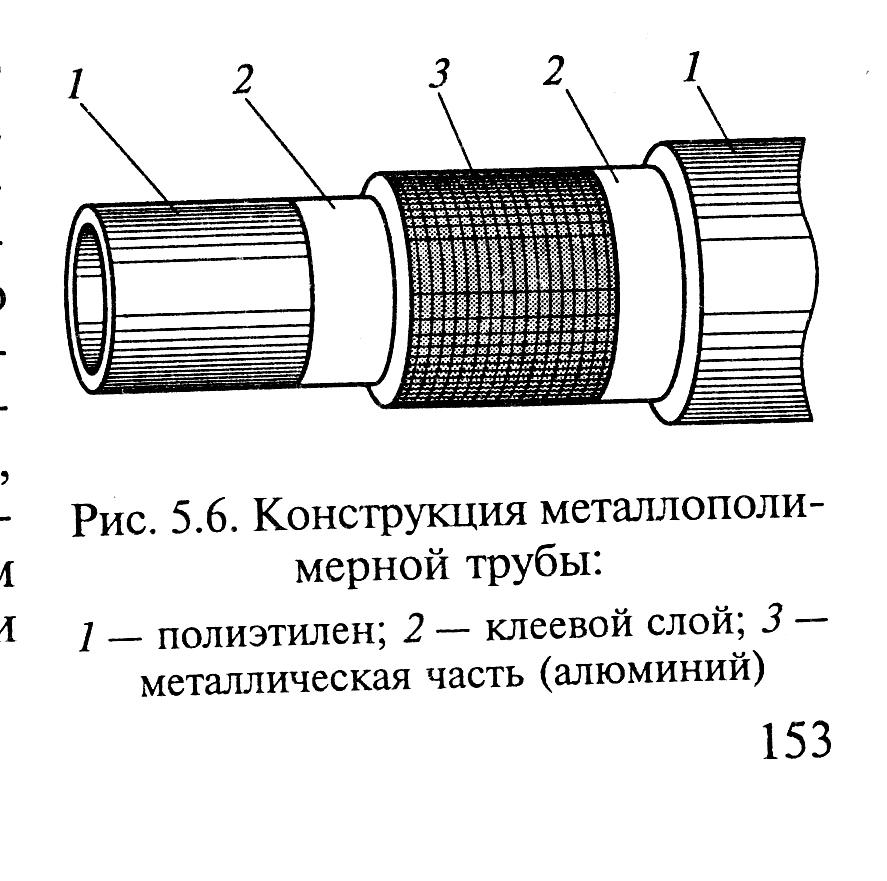 1 2 3 2 1
Рис. 5.6. Конструкция металлополи-
мерной трубы:
1 — полиэтилен; 2 — клеевой слой; 3 —
металлическая часть (алюминий)
153